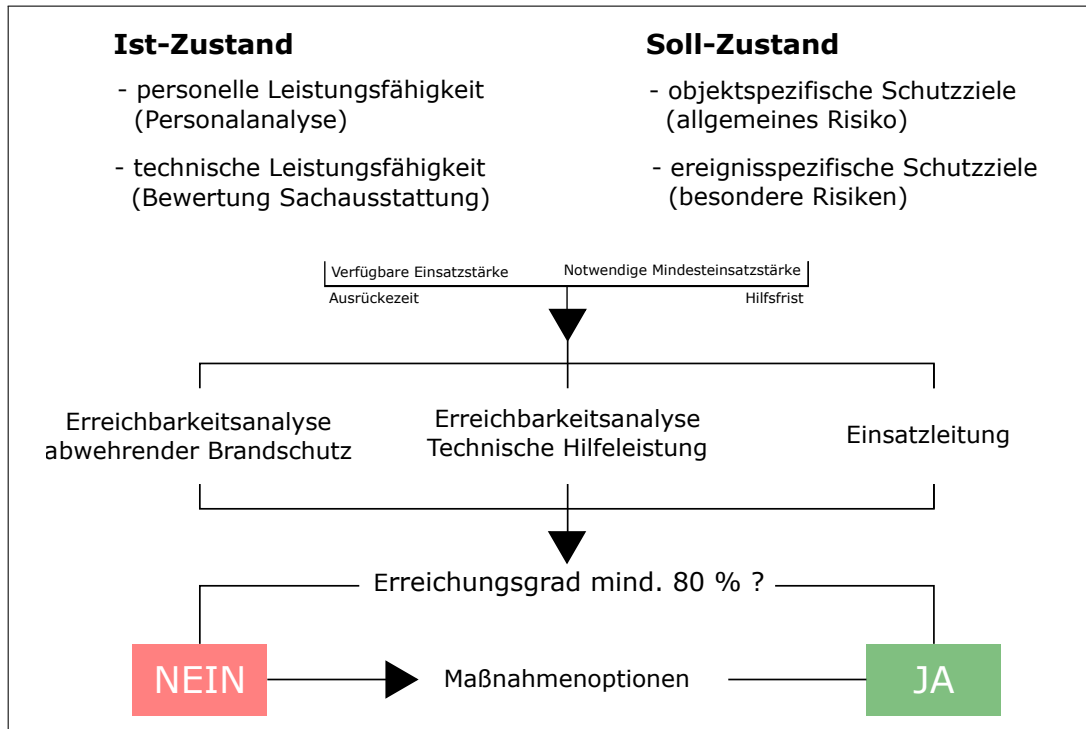 Ist-Zustand
- personelle Leistungsfähigkeit
(Personalanalyse)
- technische Leistungsfähigkeit
(Bewertung Sachausstattung)
Soll-Zustand
- objektspezifische Schutzziele
(allgemeines Risiko)
- ereignisspezifische Schutzziele
(besondere Risiken)
Verfügbare Einsatzstärke
Notwendige Mindesteinsatzstärke
Ausrückezeit
Hilfsfrist
Erreichbarkeitsanalyse
abwehrender Brandschutz
Erreichbarkeitsanalyse
Technische Hilfeleistung
Einsatzleitung
Erreichungsgrad mind. 80 % ?
NEIN
Maßnahmenoptionen
JA